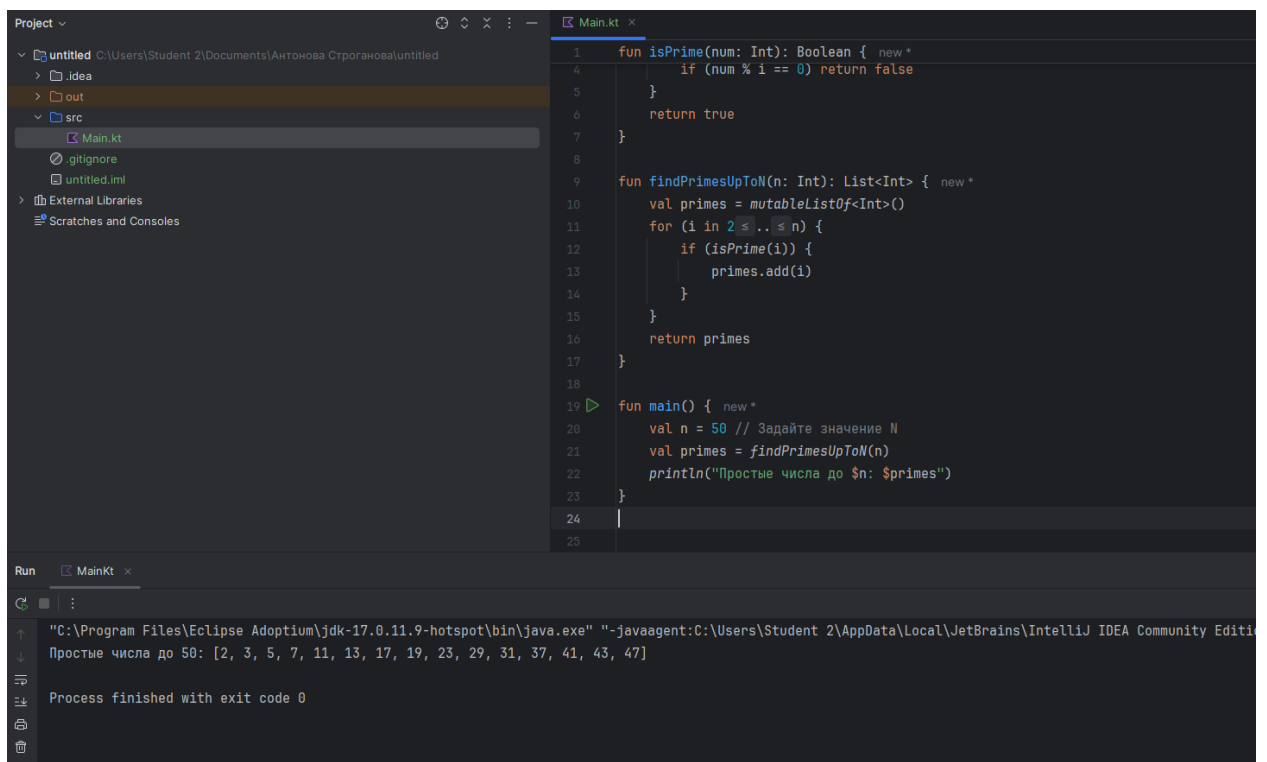 Project
untitled C:\Users\Student 2\Documents\Антонова Строганова\untitled
.idea
out
src
Main.kt
.gitignore
untitled.iml
External Libraries
Scratches and Consoles
Main.kt ×
1 fun isPrime(num: Int): Boolean { new *
4 if (num % i == 0) return false
5 }
6 return true
7 }
8
9 fun findPrimesUpToN(n: Int): List<Int> { new *
10 val primes = mutableListOf<Int>()
11 for (i in 2 ≤ .. ≤ n) {
12 if (isPrime(i)) {
13 primes.add(i)
14 }
15 }
16 return primes
17 }
18
19 fun main() { new *
20 val n = 50 // Задайте значение N
21 val primes = findPrimesUpToN(n)
22 println("Простые числа до $n: $primes")
23 }
24
25
Run MainKt ×
"C:\Program Files\Eclipse Adoptium\jdk-17.0.11.9-hotspot\bin\java.exe" "-javaagent:C:\Users\Student 2\AppData\Local\JetBrains\IntelliJ IDEA Community Editi
Простые числа до 50: [2, 3, 5, 7, 11, 13, 17, 19, 23, 29, 31, 37, 41, 43, 47]
Process finished with exit code 0